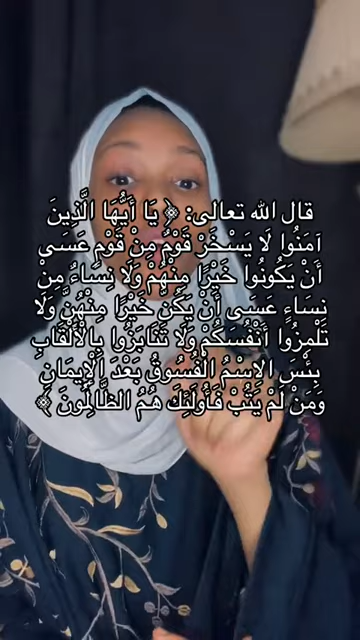 قال الله تعالى: ﴿ يَا أَيُّهَا الَّذِينَ
آمَنُوا لَا يَسْخَرْ قَوْمٌ مِنْ قَوْمٍ عَسَى
أَنْ يَكُونُوا خَيْرًا مِنْهُمْ وَلَا نِسَاءٌ مِنْ
نِسَاءٍ عَسَى أَنْ يَكُنَّ خَيْرًا مِنْهُنَّ وَلَا
تَلْمِزُوا أَنْفُسَكُمْ وَلَا تَنَابَزُوا بِالْأَلْقَابِ
بِئْسَ الِاسْمُ الْفُسُوقُ بَعْدَ الْإِيمَانِ
وَمَنْ لَمْ يَتُبْ فَأُولَئِكَ هُمُ الظَّالِمُونَ ﴾